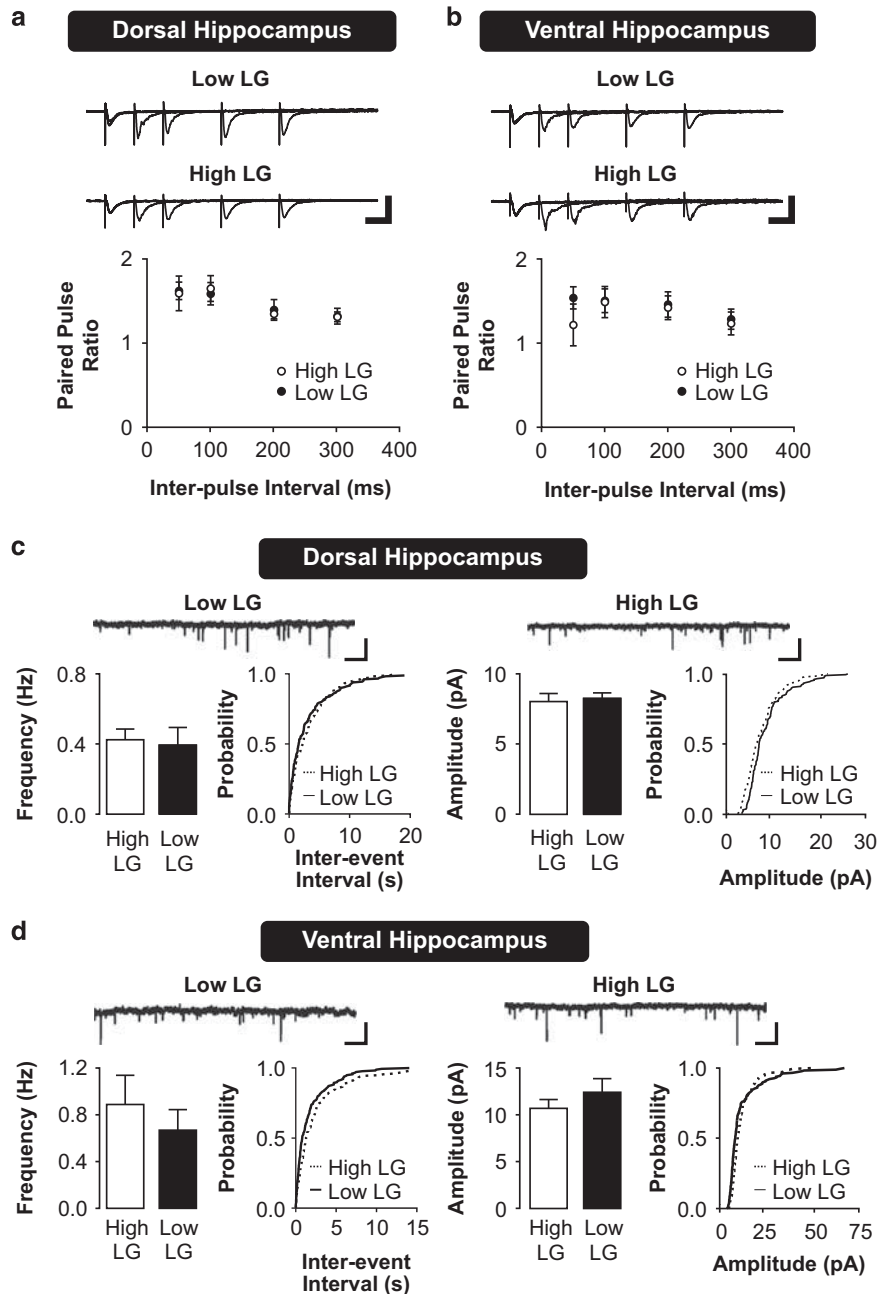 a
Dorsal Hippocampus
Low LG
High LG
2
1
0
Paired Pulse
Ratio
High LG
Low LG
0 100 200 300 400
Inter-pulse Interval (ms)
b
Ventral Hippocampus
Low LG
High LG
2
1
0
Paired Pulse
Ratio
High LG
Low LG
0 100 200 300 400
Inter-pulse Interval (ms)
c
Dorsal Hippocampus
Low LG
High LG
Frequency (Hz)
0.8
0.4
0.0
High
LG
Low
LG
Probability
1.0
0.5
0.0
High LG
Low LG
0 10 20
Inter-event
Interval (s)
Amplitude (pA)
10
5
0
High
LG
Low
LG
Probability
1.0
0.5
0.0
High LG
Low LG
0 10 20 30
Amplitude (pA)
d
Ventral Hippocampus
Low LG
High LG
Frequency (Hz)
1.2
0.8
0.4
0.0
High
LG
Low
LG
Probability
1.0
0.5
0.0
High LG
Low LG
0 5 10 15
Inter-event
Interval (s)
Amplitude (pA)
15
10
5
0
High
LG
Low
LG
Probability
1.0
0.5
0.0
High LG
Low LG
0 25 50 75
Amplitude (pA)